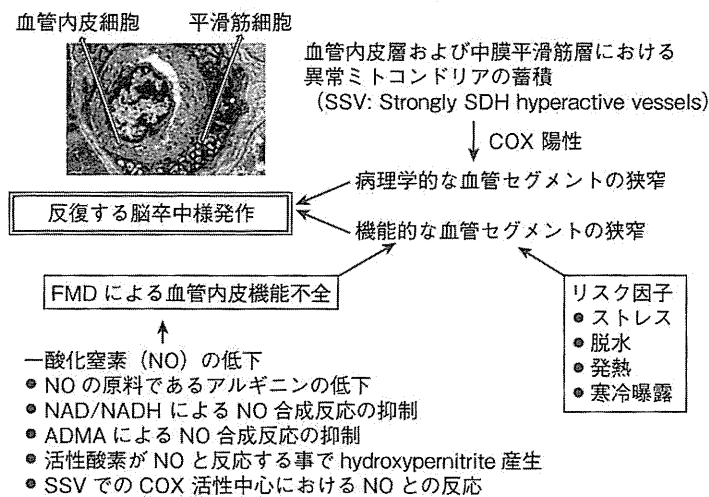 血管内皮細胞 平滑筋細胞
血管内皮層および中膜平滑筋層における
異常ミトコンドリアの蓄積
（SSV: Strongly SDH hyperactive vessels）
COX 陽性
病理学的な血管セグメントの狭窄
反復する脳卒中様発作
機能的な血管セグメントの狭窄
FMD による血管内皮機能不全
リスク因子
● ストレス
● 脱水
● 発熱
● 寒冷曝露
一酸化窒素（NO）の低下
● NO の原料であるアルギニンの低下
● NAD/NADH による NO 合成反応の抑制
● ADMA による NO 合成反応の抑制
● 活性酸素が NO と反応する事で hydroxypernitrite 産生
● SSV での COX 活性中心における NO との反応